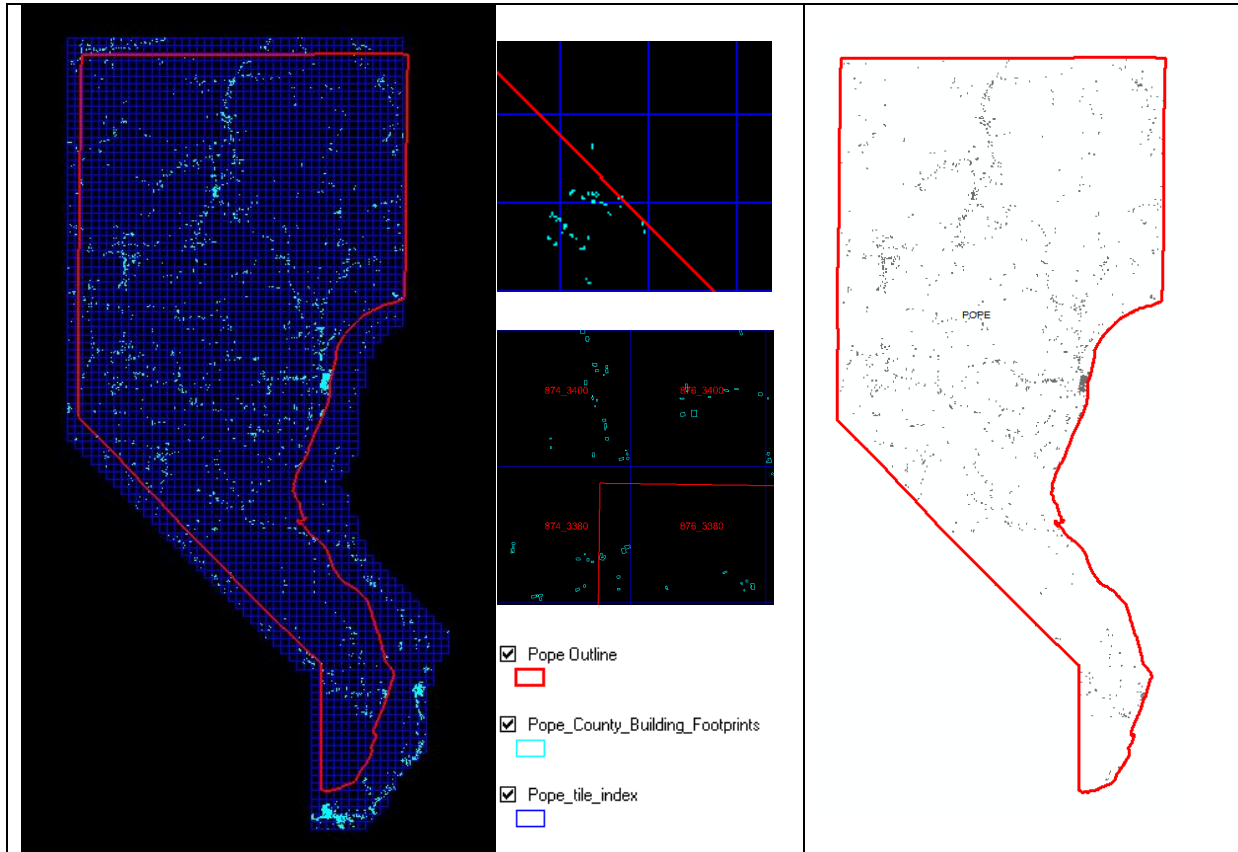 874_3400
876_3400
874_3380
876_3380
Pope Outline
Pope_County_Building_Footprints
Pope_tile_index
POPE